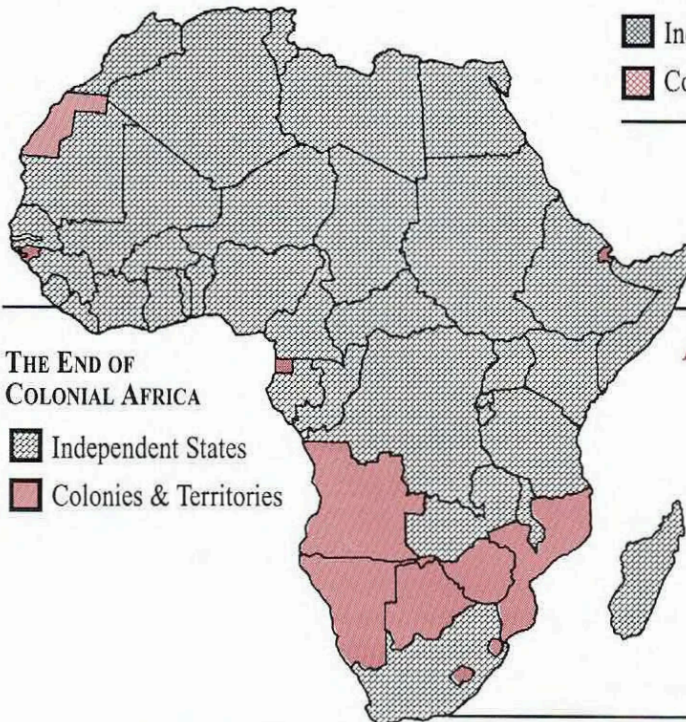 THE END OF
COLONIAL AFRICA
Independent States
Colonies & Territories